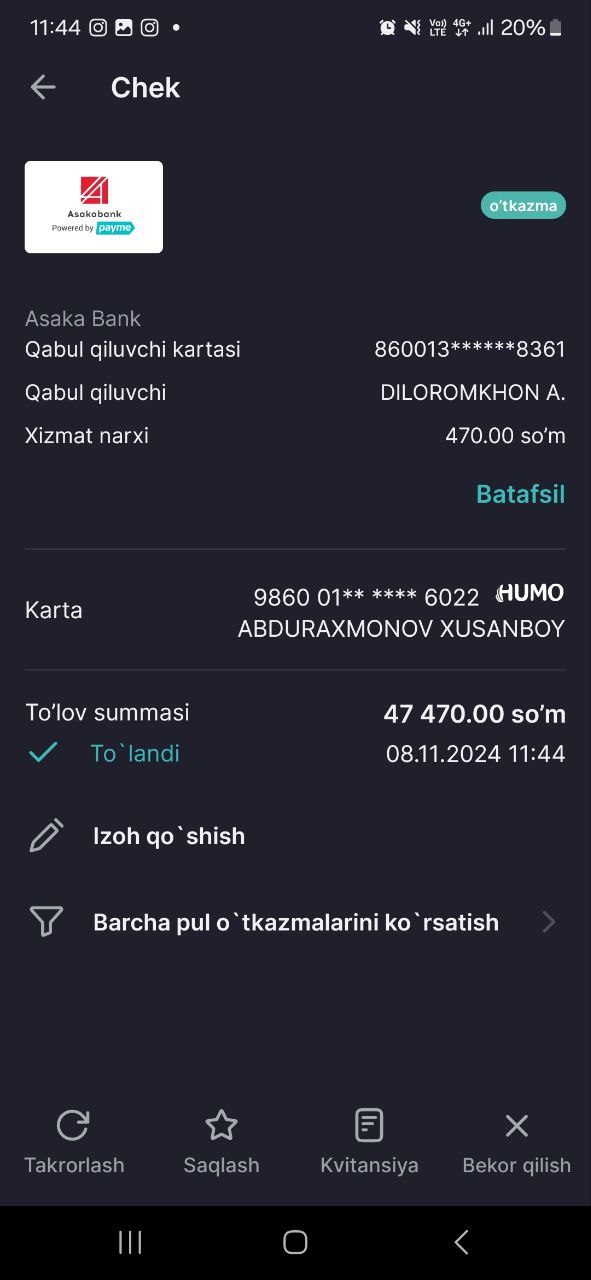 11:44 Vo)) LTE 4G+ 20%
Chek
Asakabank
Powered by payme
o‘tkazma
Asaka Bank
Qabul qiluvchi kartasi 860013******8361
Qabul qiluvchi DILOROMKHON A.
Xizmat narxi 470.00 so’m
Batafsil
9860 01** **** 6022 HUMO
Karta
ABDURAXMONOV XUSANBOY
To’lov summasi 47 470.00 so’m
To`landi 08.11.2024 11:44
Izoh qo`shish
Barcha pul o`tkazmalarini ko`rsatish
Takrorlash Saqlash Kvitansiya Bekor qilish